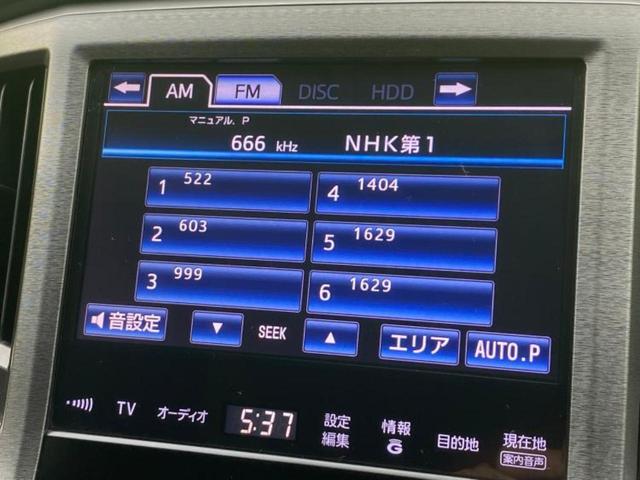 AM FM DISC HDD
マニュアル. P
666 kHz NHK第1
1 522
4 1404
2 603
5 1629
3 999
6 1629
音設定 ▼ SEEK ▲ エリア AUTO.P
TV オーディオ 5:37 設定編集 情報G 目的地 現在地
案内音声